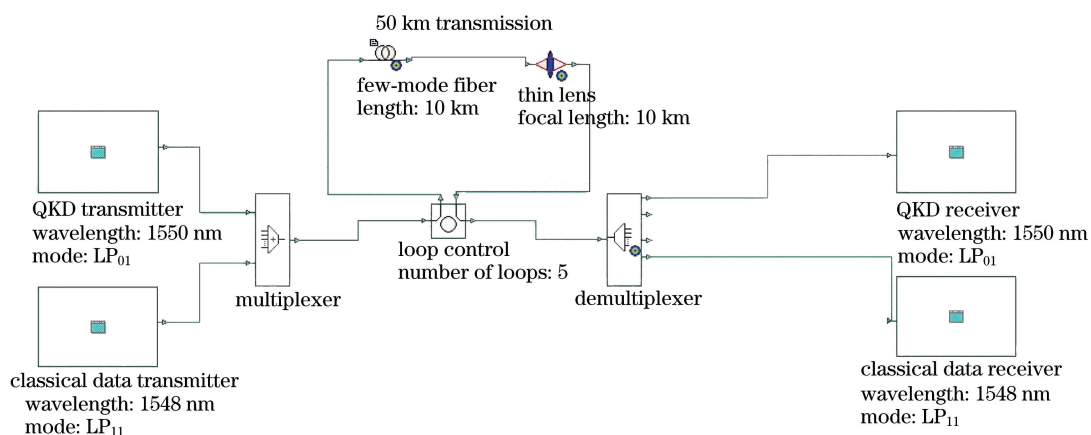 50 km transmission
few-mode fiber
length: 10 km
thin lens
focal length: 10 km
QKD transmitter
wavelength: 1550 nm
mode: LP₀₁
multiplexer
loop control
number of loops: 5
demultiplexer
QKD receiver
wavelength: 1550 nm
mode: LP₀₁
classical data transmitter
wavelength: 1548 nm
mode: LP₁₁
classical data receiver
wavelength: 1548 nm
mode: LP₁₁